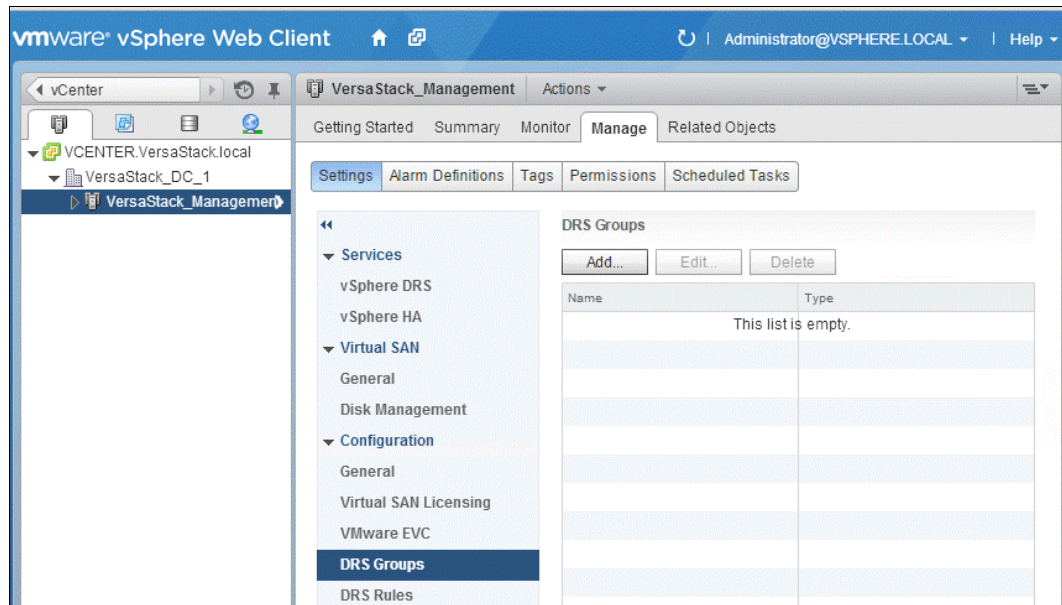 vmware® vSphere Web Client
Administrator@VSPHERE.LOCAL
Help
vCenter
VCENTER.VersaStack.local
VersaStack_DC_1
VersaStack_Management
VersaStack_Management
Actions
Getting Started
Summary
Monitor
Manage
Related Objects
Settings
Alarm Definitions
Tags
Permissions
Scheduled Tasks
Services
vSphere DRS
vSphere HA
Virtual SAN
General
Disk Management
Configuration
General
Virtual SAN Licensing
VMware EVC
DRS Groups
DRS Rules
DRS Groups
Add...
Edit...
Delete
Name
Type
This list is empty.